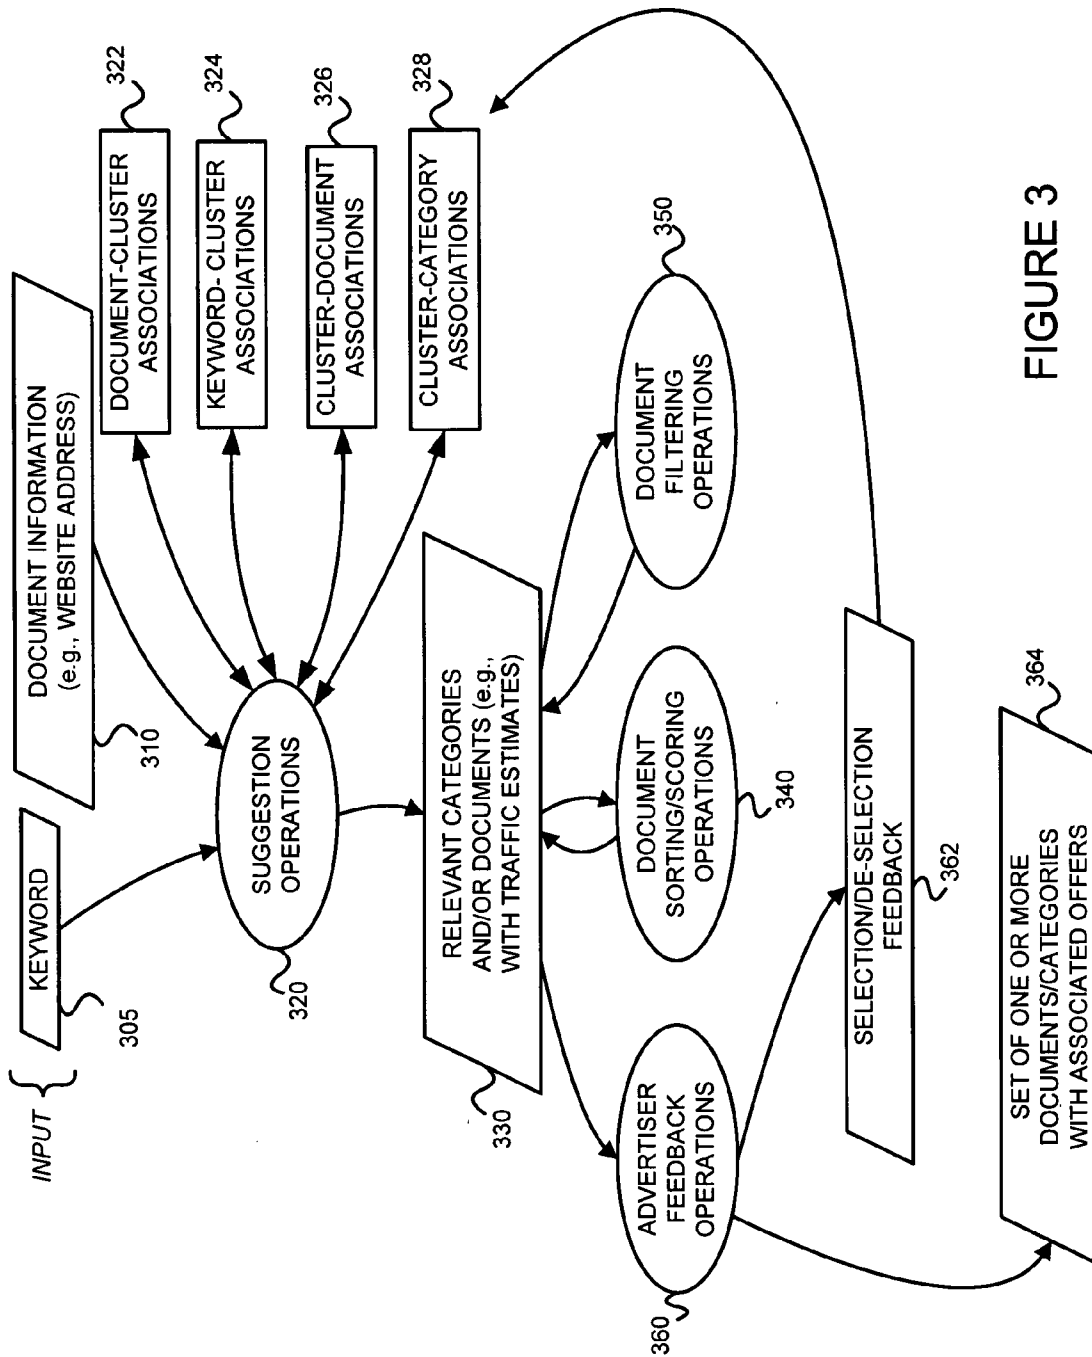 INPUT
KEYWORD
305
DOCUMENT INFORMATION
(e.g., WEBSITE ADDRESS)
310
SUGGESTION
OPERATIONS
320
DOCUMENT-CLUSTER
ASSOCIATIONS
322
KEYWORD- CLUSTER
ASSOCIATIONS
324
CLUSTER-DOCUMENT
ASSOCIATIONS
326
CLUSTER-CATEGORY
ASSOCIATIONS
328
RELEVANT CATEGORIES
AND/OR DOCUMENTS (e.g.,
WITH TRAFFIC ESTIMATES)
330
ADVERTISER
FEEDBACK
OPERATIONS
360
DOCUMENT
SORTING/SCORING
OPERATIONS
340
DOCUMENT
FILTERING
OPERATIONS
350
SELECTION/DE-SELECTION
FEEDBACK
362
SET OF ONE OR MORE
DOCUMENTS/CATEGORIES
WITH ASSOCIATED OFFERS
364
FIGURE 3